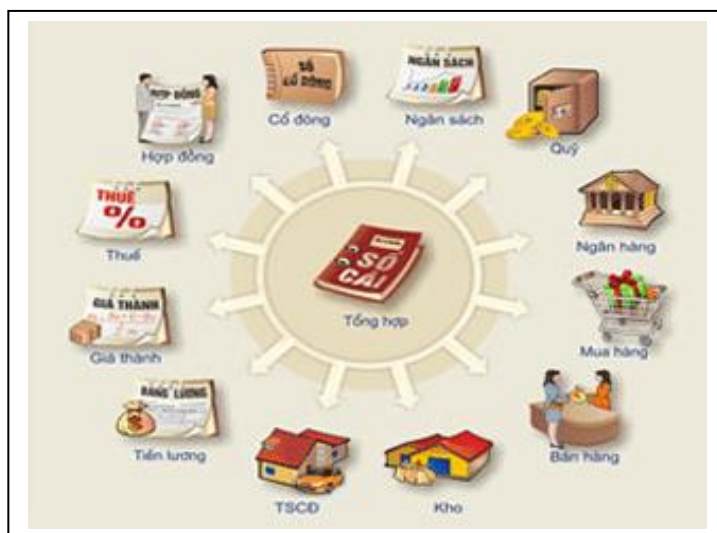 HỢP ĐỒNG
Hợp đồng
SỔ
CỔ ĐÔNG
Cổ đông
NGÂN SÁCH
Ngân sách
Quỹ
Ngân hàng
Mua hàng
Bán hàng
Kho
TSCĐ
BẢNG LƯƠNG
Tiền lương
GIÁ THÀNH
Giá thành
THUẾ
%
Thuế
SỔ
CÁI
Tổng hợp